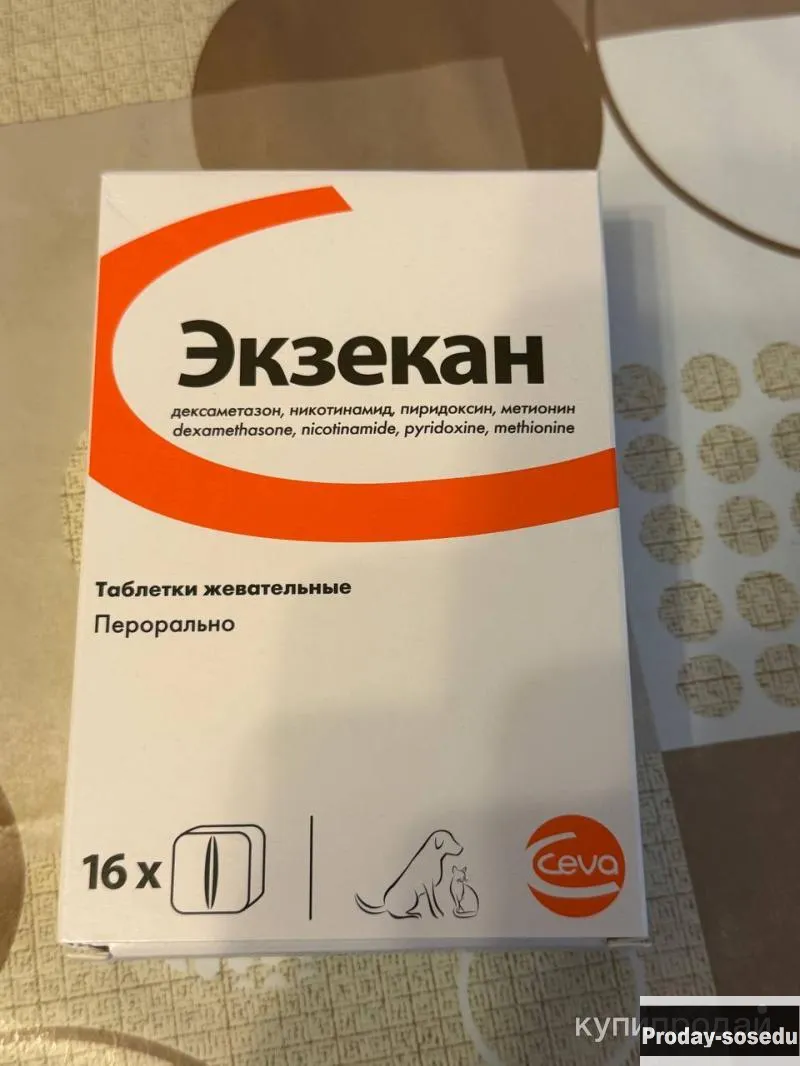 Экзекан
дексаметазон, никотинамид, пиридоксин, метионин
dexamethasone, nicotinamide, pyridoxine, methionine
Таблетки жевательные
Перорально
16 x
ceva
купипродай
Proday-sosedu